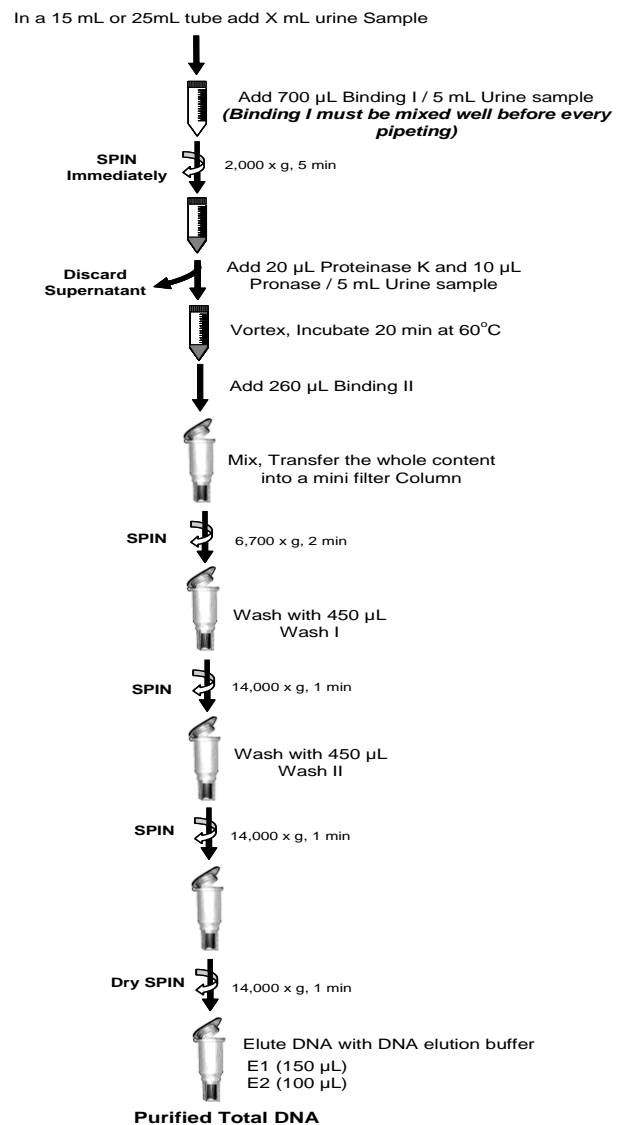 In a 15 mL or 25mL tube add X mL urine Sample
Add 700 µL Binding I / 5 mL Urine sample
(Binding I must be mixed well before every
pipeting)
SPIN
Immediately
2,000 x g, 5 min
Discard
Supernatant
Add 20 µL Proteinase K and 10 µL
Pronase / 5 mL Urine sample
Vortex, Incubate 20 min at 60°C
Add 260 µL Binding II
Mix, Transfer the whole content
into a mini filter Column
SPIN
6,700 x g, 2 min
Wash with 450 µL
Wash I
SPIN
14,000 x g, 1 min
Wash with 450 µL
Wash II
SPIN
14,000 x g, 1 min
Dry SPIN
14,000 x g, 1 min
Elute DNA with DNA elution buffer
E1 (150 µL)
E2 (100 µL)
Purified Total DNA